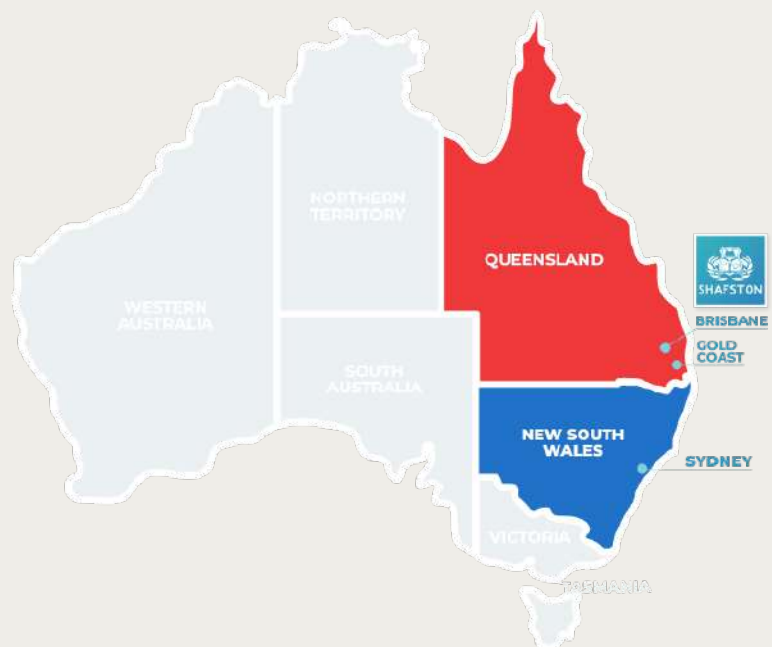 NORTHERN
TERRITORY
QUEENSLAND
SHAFSTON
WESTERN
AUSTRALIA
BRISBANE
GOLD
COAST
SOUTH
AUSTRALIA
NEW SOUTH
WALES
SYDNEY
VICTORIA
TASMANIA